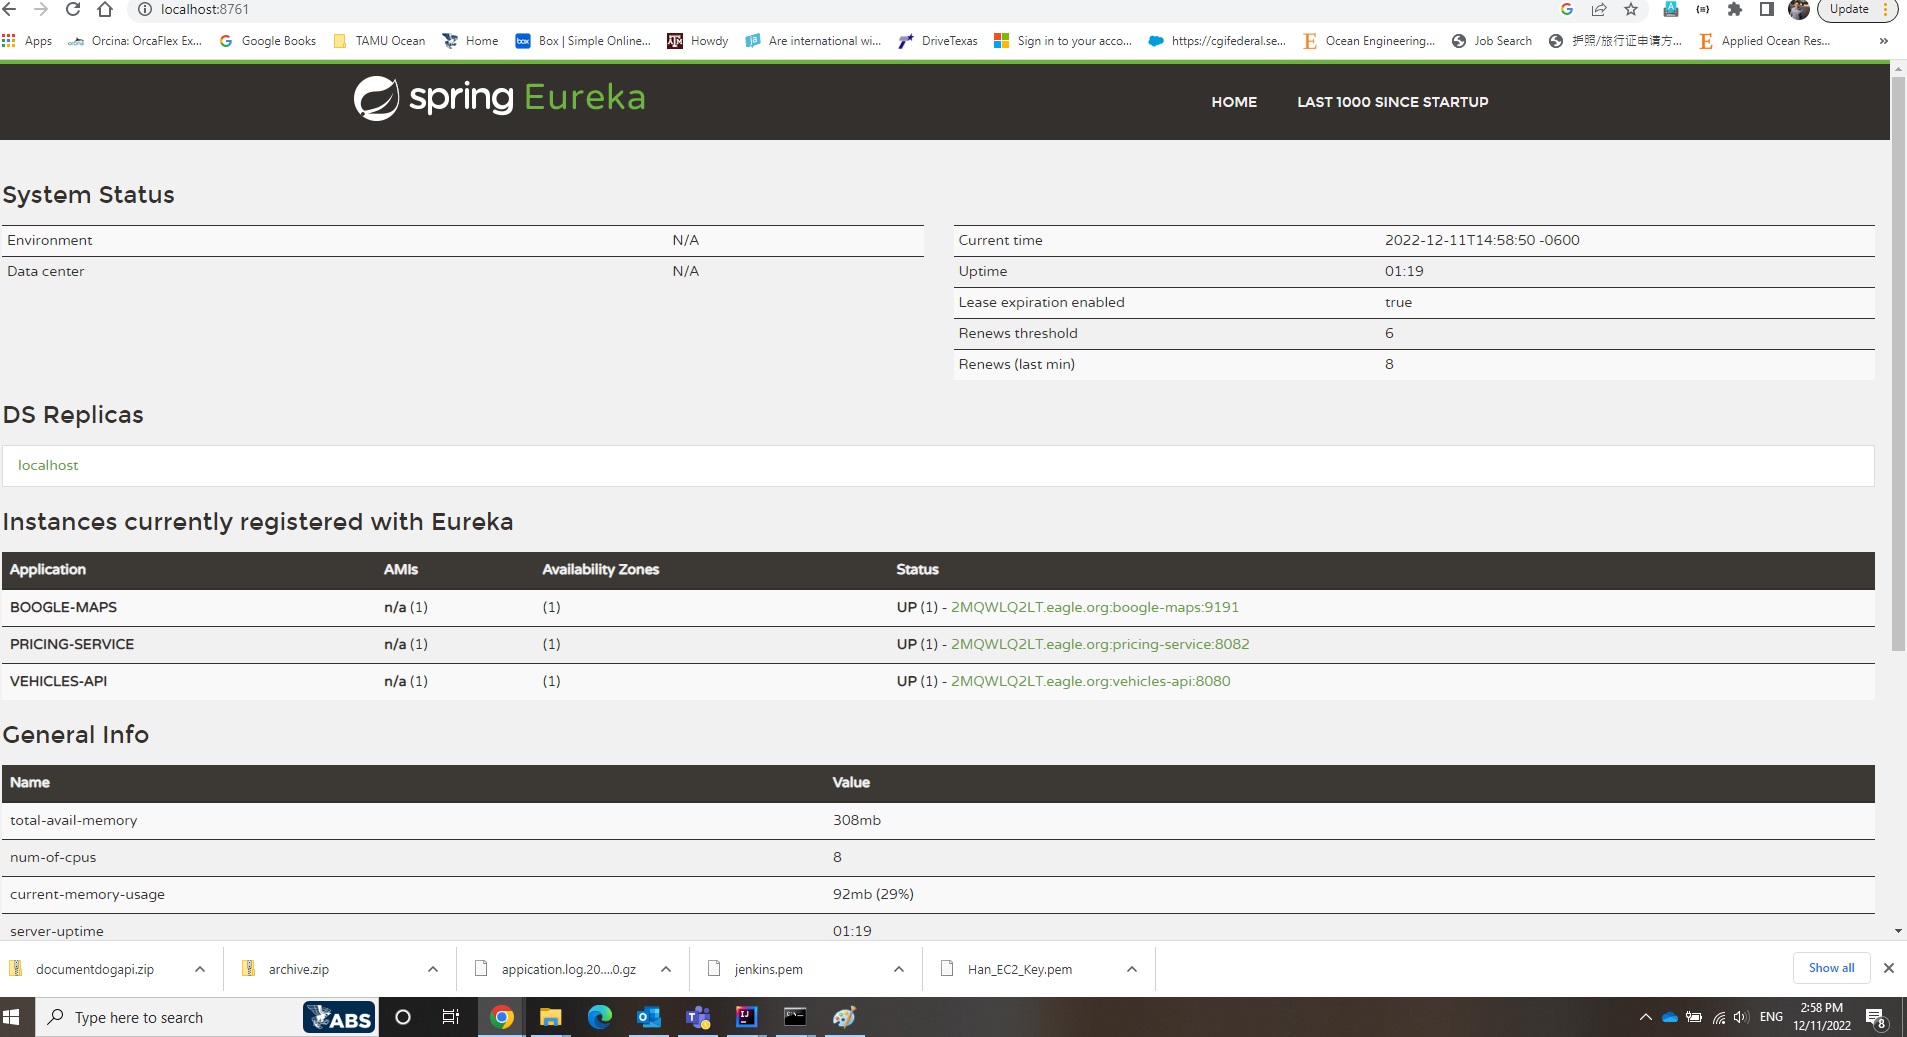 localhost:8761
Update
Apps
Orcina: OrcaFlex Ex...
Google Books
TAMU Ocean
Home
box
Box | Simple Online...
Howdy
Are international wi...
DriveTexas
Sign in to your acco...
https://cgifederal.se...
Ocean Engineering...
Job Search
护照/旅行证申请方...
Applied Ocean Res...
»
spring Eureka
HOME
LAST 1000 SINCE STARTUP
System Status
Environment N/A
Data center N/A
Current time 2022-12-11T14:58:50 -0600
Uptime 01:19
Lease expiration enabled true
Renews threshold 6
Renews (last min) 8
DS Replicas
localhost
Instances currently registered with Eureka
Application AMIs Availability Zones Status
BOOGLE-MAPS n/a (1) (1) UP (1) - 2MQWLQ2LT.eagle.org:boogle-maps:9191
PRICING-SERVICE n/a (1) (1) UP (1) - 2MQWLQ2LT.eagle.org:pricing-service:8082
VEHICLES-API n/a (1) (1) UP (1) - 2MQWLQ2LT.eagle.org:vehicles-api:8080
General Info
Name Value
total-avail-memory 308mb
num-of-cpus 8
current-memory-usage 92mb (29%)
server-uptime 01:19
documentdogapi.zip
archive.zip
appication.log.20....0.gz
jenkins.pem
Han_EC2_Key.pem
Show all
Type here to search
ABS
ENG
2:58 PM
12/11/2022
8